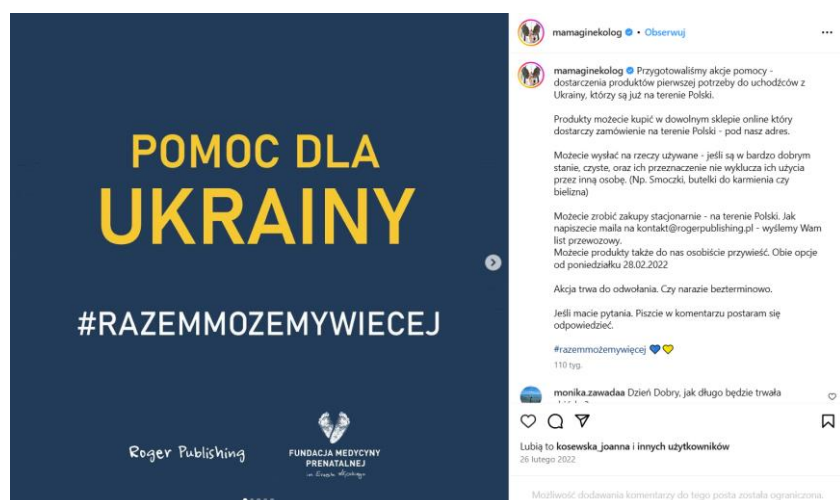 POMOC DLA
UKRAINY
#RAZEMMOZEMYWIECEJ
Roger Publishing
FUNDACJA MEDYCYNY
PRENATALNEJ
mamaginekolog • Obserwuj
mamaginekolog Przygotowaliśmy akcje pomocy -
dostarczenia produktów pierwszej potrzeby do uchodźców z
Ukrainy, którzy są już na terenie Polski.
Produkty możecie kupić w dowolnym sklepie online który
dostarczy zamówienie na terenie Polski - pod nasz adres.
Możecie wysłać na rzeczy używane - jeśli są w bardzo dobrym
stanie, czyste, oraz ich przeznaczenie nie wyklucza ich użycia
przez inną osobę. (Np. Smoczki, butelki do karmienia czy
bielizna)
Możecie zrobić zakupy stacjonarnie - na terenie Polski. Jak
napiszecie maila na kontakt@rogerpublishing.pl - wyślemy Wam
list przewozowy.
Możecie produkty także do nas osobiście przywieść. Obie opcje
od poniedziałku 28.02.2022
Akcja trwa do odwołania. Czy narazie bezterminowo.
Jeśli macie pytania. Piszcie w komentarzu postaram się
odpowiedzieć.
#razemmożemywięcej 💙💛
110 tyg.
monika.zawadaa Dzień Dobry, jak długo będzie trwała
Lubią to kosewska_joanna i innych użytkowników
26 lutego 2022
Możliwość dodawania komentarzy do tego posta została ograniczona.